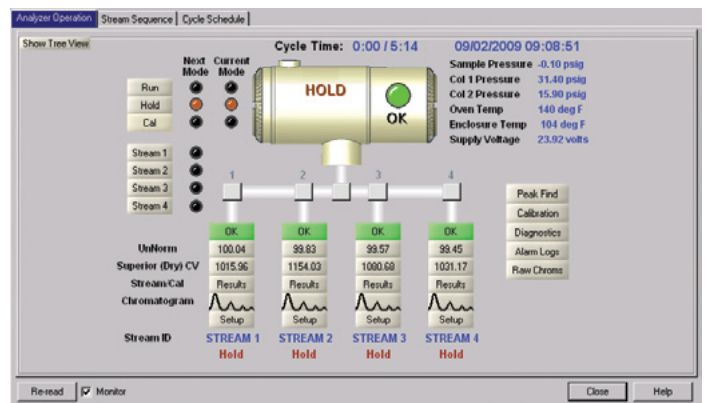 Analyzer Operation Stream Sequence Cycle Schedule
Show Tree View
Cycle Time: 0:00 / 5:14 09/02/2009 09:08:51
Next Mode Current Mode
Sample Pressure -0.10 psig
Col 1 Pressure 31.40 psig
Col 2 Pressure 15.90 psig
Oven Temp 140 deg F
Enclosure Temp 104 deg F
Supply Voltage 23.92 volts
Run
Hold
Cal
HOLD
OK
Stream 1
Stream 2
Stream 3
Stream 4
1 2 3 4
OK OK OK OK
UnNorm 100.04 99.83 99.57 99.45
Superior (Dry) CV 1015.96 1154.03 1080.68 1031.17
Stream/Cal Results Results Results Results
Chromatogram
Setup Setup Setup Setup
Stream ID STREAM 1 STREAM 2 STREAM 3 STREAM 4
Hold Hold Hold Hold
Peak Find
Calibration
Diagnostics
Alarm Logs
Raw Chroms
Re-read Monitor Close Help